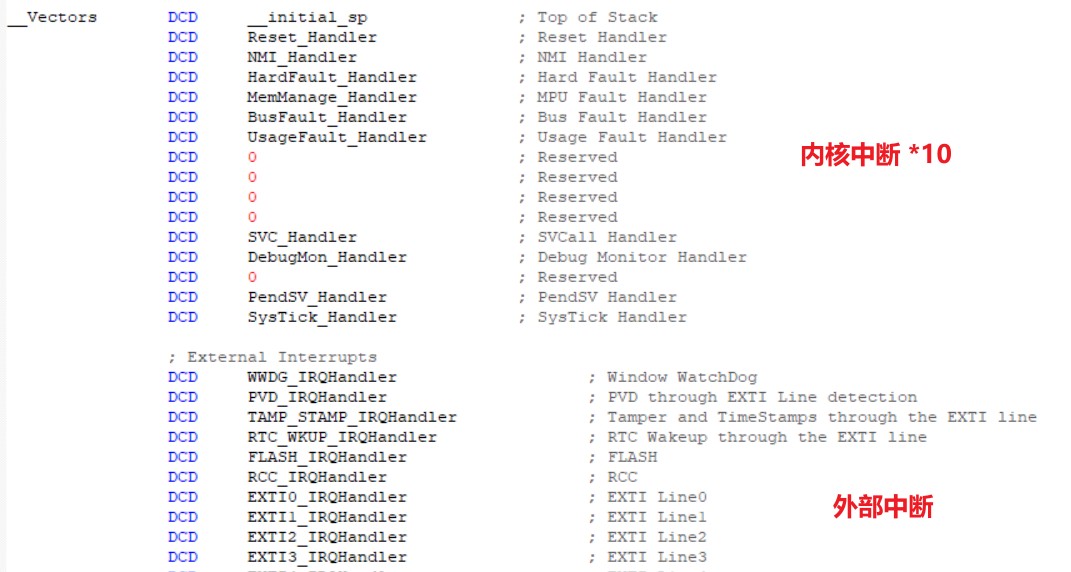 __Vectors DCD __initial_sp ; Top of Stack
DCD Reset_Handler ; Reset Handler
DCD NMI_Handler ; NMI Handler
DCD HardFault_Handler ; Hard Fault Handler
DCD MemManage_Handler ; MPU Fault Handler
DCD BusFault_Handler ; Bus Fault Handler
DCD UsageFault_Handler ; Usage Fault Handler
DCD 0 ; Reserved
内核中断 *10
DCD 0 ; Reserved
DCD 0 ; Reserved
DCD 0 ; Reserved
DCD SVC_Handler ; SVCall Handler
DCD DebugMon_Handler ; Debug Monitor Handler
DCD 0 ; Reserved
DCD PendSV_Handler ; PendSV Handler
DCD SysTick_Handler ; SysTick Handler
; External Interrupts
DCD WWDG_IRQHandler ; Window WatchDog
DCD PVD_IRQHandler ; PVD through EXTI Line detection
DCD TAMP_STAMP_IRQHandler ; Tamper and TimeStamps through the EXTI line
DCD RTC_WKUP_IRQHandler ; RTC Wakeup through the EXTI line
DCD FLASH_IRQHandler ; FLASH
DCD RCC_IRQHandler ; RCC
DCD EXTI0_IRQHandler ; EXTI Line0
外部中断
DCD EXTI1_IRQHandler ; EXTI Line1
DCD EXTI2_IRQHandler ; EXTI Line2
DCD EXTI3_IRQHandler ; EXTI Line3